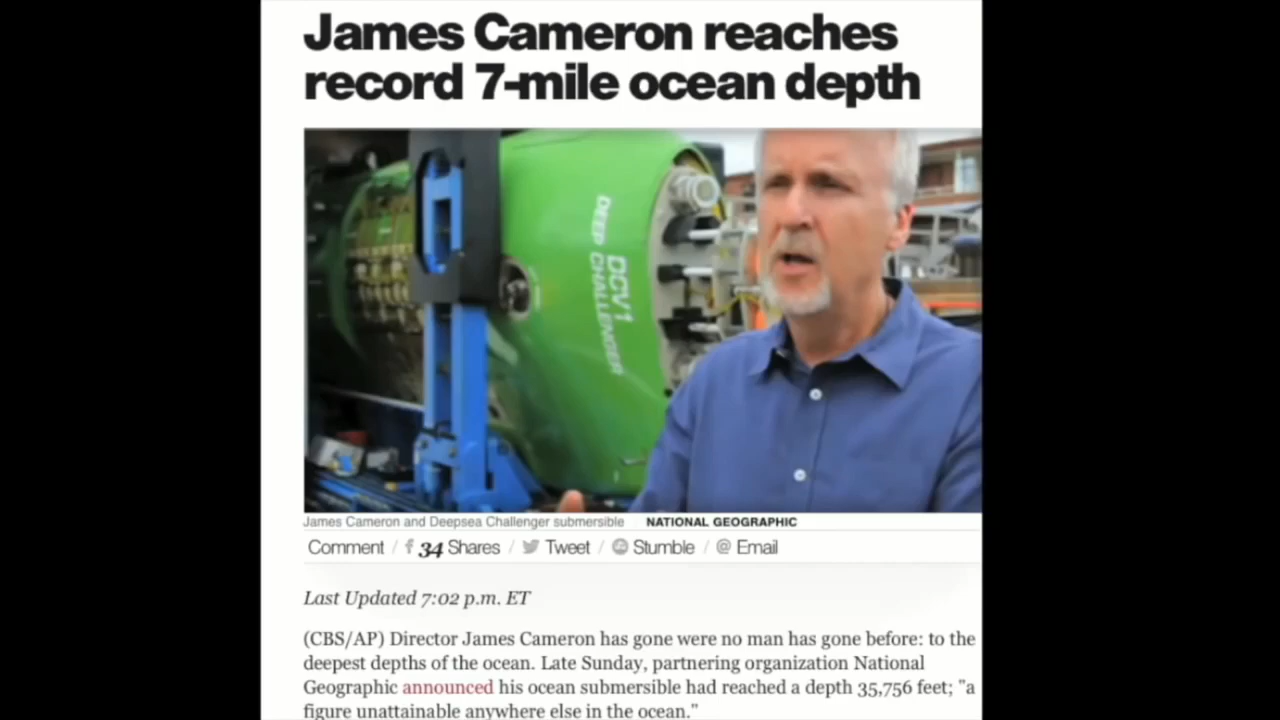 James Cameron reaches
record 7-mile ocean depth
DEEP CHALLENGER
DCV1
James Cameron and Deepsea Challenger submersible NATIONAL GEOGRAPHIC
Comment / f 34 Shares / Tweet / Stumble / @ Email
Last Updated 7:02 p.m. ET
(CBS/AP) Director James Cameron has gone were no man has gone before: to the
deepest depths of the ocean. Late Sunday, partnering organization National
Geographic announced his ocean submersible had reached a depth 35,756 feet; "a
figure unattainable anywhere else in the ocean."